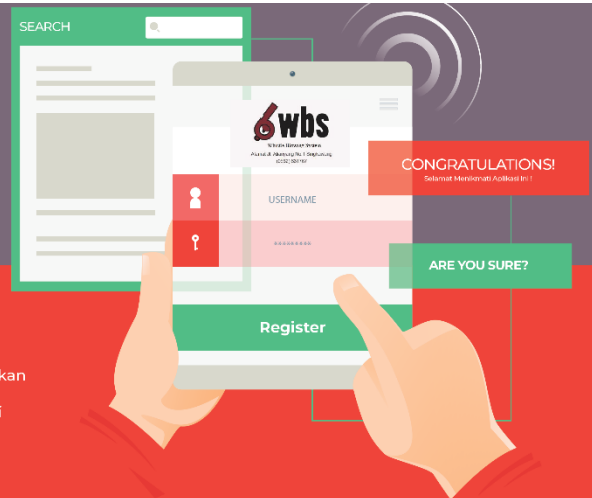 SEARCH
wbs
CONGRATULATIONS!
Selamat Menikmati Aplikasi Ini !
USERNAME
*********
ARE YOU SURE?
Register
kan
i